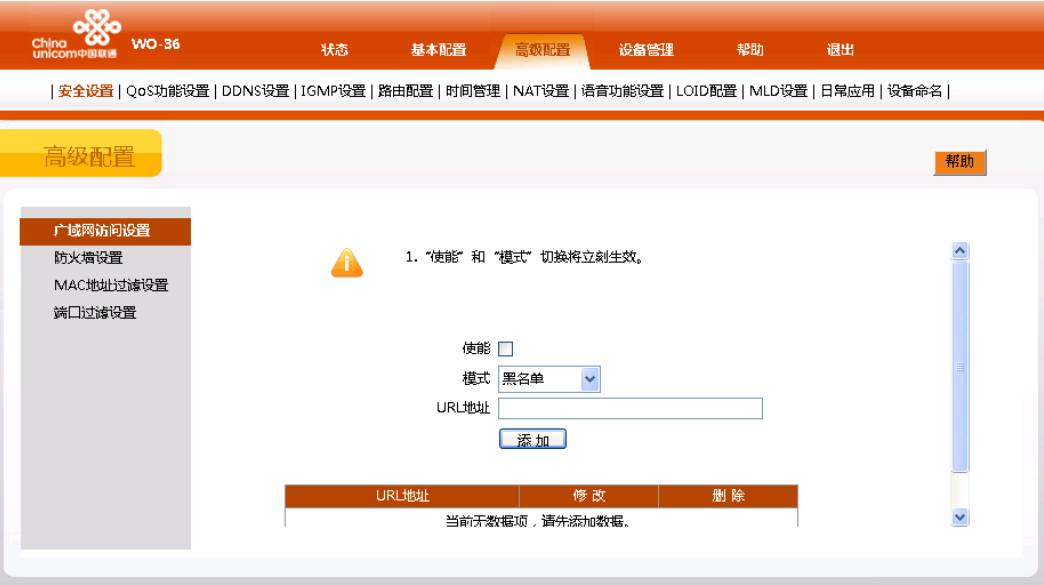 China
unicom中国联通
WO-36
状态 基本配置 高级配置 设备管理 帮助 退出
| 安全设置 | QoS功能设置 | DDNS设置 | IGMP设置 | 路由配置 | 时间管理 | NAT设置 | 语音功能设置 | LOID配置 | MLD设置 | 日常应用 | 设备命名 |
高级配置
帮助
广域网访问设置
防火墙设置
MAC地址过滤设置
端口过滤设置
1. “使能” 和 “模式” 切换将立刻生效。
使能
模式 黑名单
URL地址
添 加
URL地址 修 改 删 除
当前无数据项，请先添加数据。